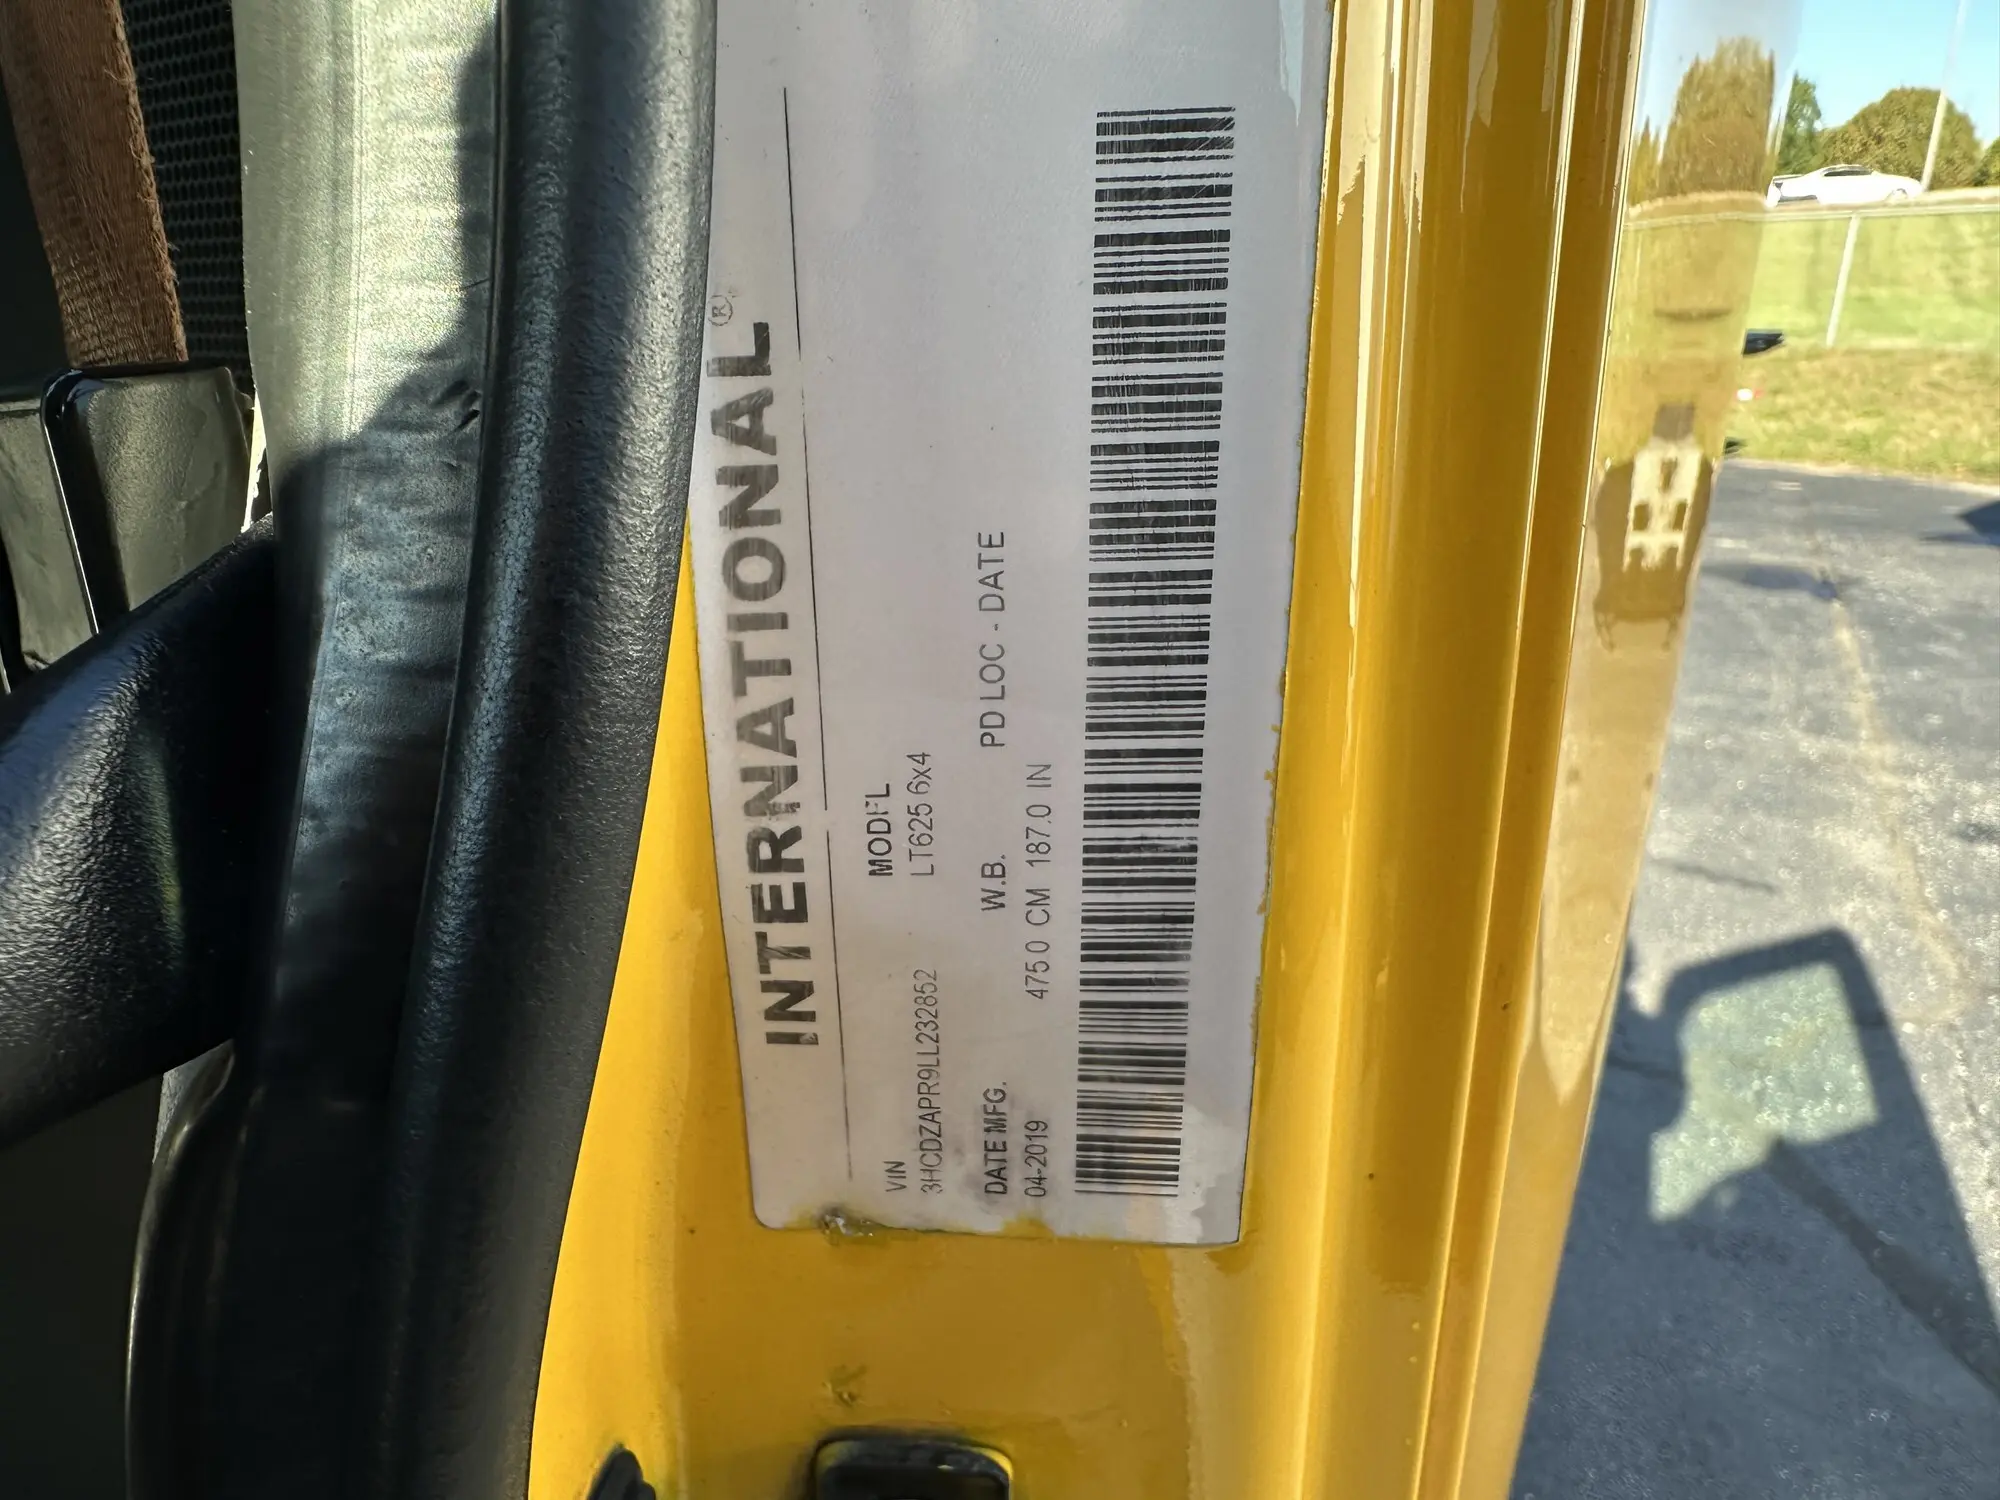 INTERNATIONAL®
VIN MODEL
3HCDZAPR9LL232852 LT625 6x4
DATE MFG. W.B. PD LOC - DATE
04-2019 475.0 CM 187.0 IN